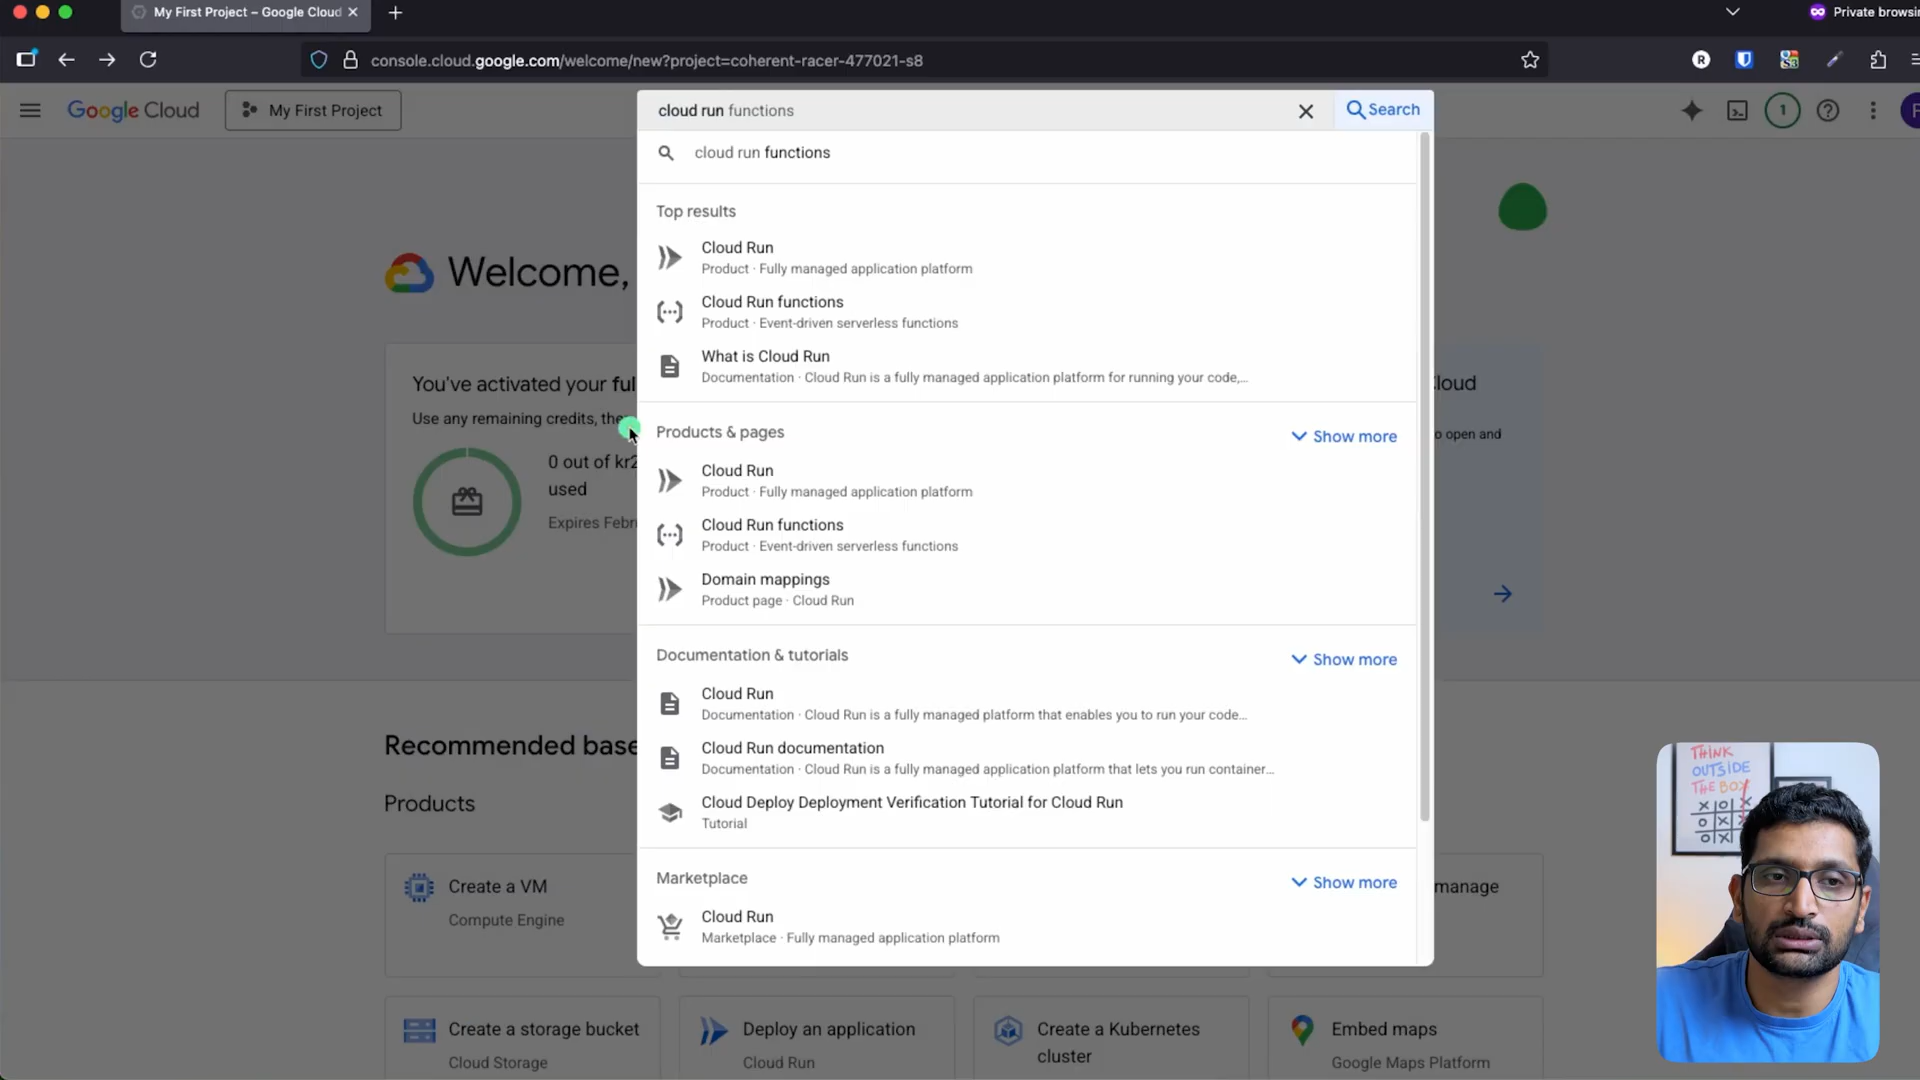 My First Project – Google Cloud
Private browsin
console.cloud.google.com/welcome/new?project=coherent-racer-477021-s8
Google Cloud
My First Project
cloud run functions
Search
1
cloud run functions
Top results
Cloud Run
Product · Fully managed application platform
Cloud Run functions
Product · Event-driven serverless functions
What is Cloud Run
Documentation · Cloud Run is a fully managed application platform for running your code,...
Products & pages
Show more
Cloud Run
Product · Fully managed application platform
Cloud Run functions
Product · Event-driven serverless functions
Domain mappings
Product page · Cloud Run
Documentation & tutorials
Show more
Cloud Run
Documentation · Cloud Run is a fully managed platform that enables you to run your code...
Cloud Run documentation
Documentation · Cloud Run is a fully managed application platform that lets you run container...
Cloud Deploy Deployment Verification Tutorial for Cloud Run
Tutorial
Marketplace
Show more
Cloud Run
Marketplace · Fully managed application platform
Welcome,
You've activated your ful
Use any remaining credits, the
0 out of kr2
used
Expires Febru
loud
o open and
Recommended base
Products
Create a VM
Compute Engine
manage
Create a storage bucket
Cloud Storage
Deploy an application
Cloud Run
Create a Kubernetes
cluster
Embed maps
Google Maps Platform
THINK
OUTSIDE
THE BOX